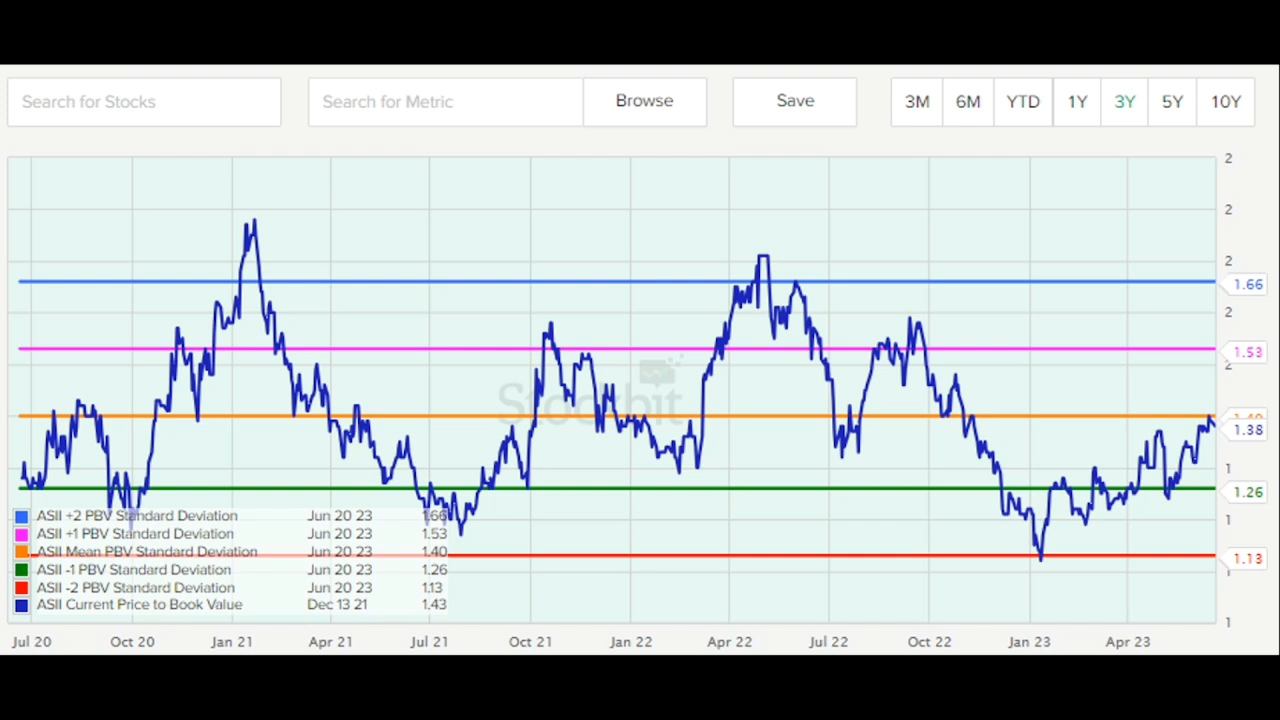 Search for Stocks Search for Metric Browse Save 3M 6M YTD 1Y 3Y 5Y 10Y
2
2
2
1.66
2
1.53
2
Stockbit
1.40
1.38
1
1.26
ASII +2 PBV Standard Deviation Jun 20 23 1.66
1
ASII +1 PBV Standard Deviation Jun 20 23 1.53
ASII Mean PBV Standard Deviation Jun 20 23 1.40
1.13
ASII -1 PBV Standard Deviation Jun 20 23 1.26
1
ASII -2 PBV Standard Deviation Jun 20 23 1.13
ASII Current Price to Book Value Dec 13 21 1.43
1
Jul 20 Oct 20 Jan 21 Apr 21 Jul 21 Oct 21 Jan 22 Apr 22 Jul 22 Oct 22 Jan 23 Apr 23